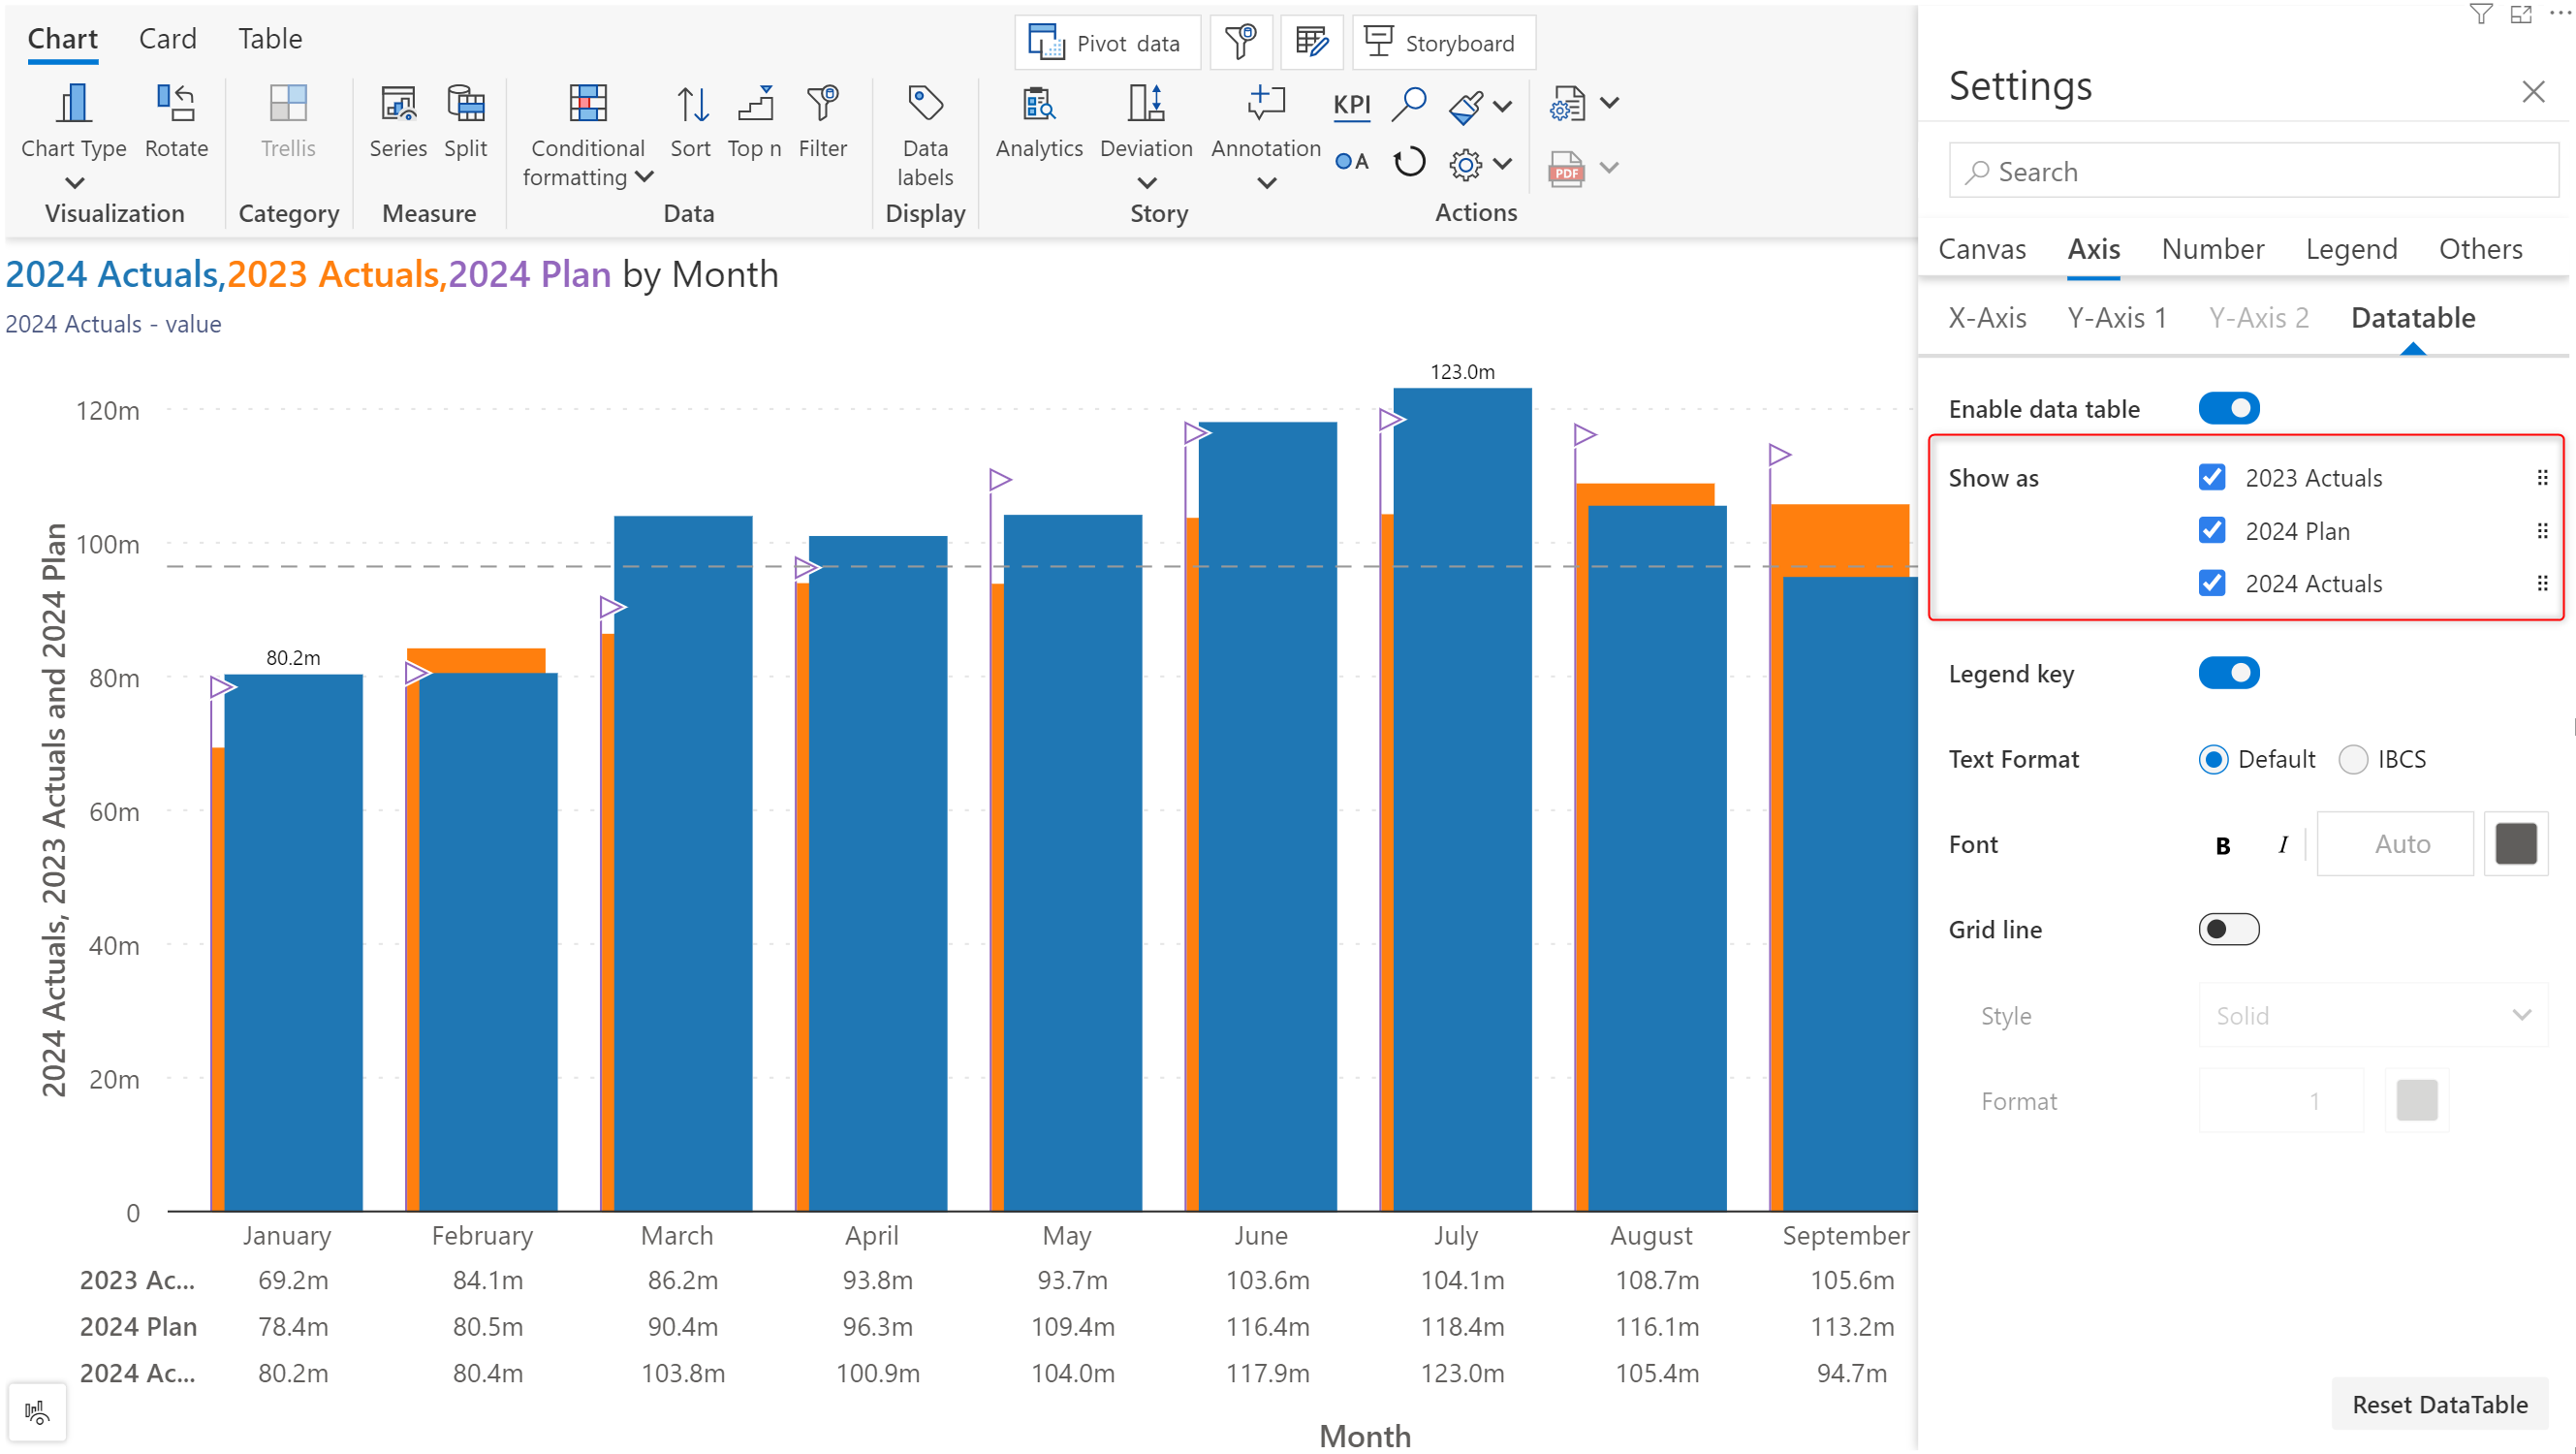 Chart Card Table
Pivot data
Storyboard
Chart Type
Rotate
Visualization
Trellis
Category
Series
Split
Measure
Conditional
formatting
Sort
Top n
Filter
Data
Data
labels
Display
Analytics
Deviation
Annotation
Story
KPI
A
PDF
Actions
2024 Actuals,2023 Actuals,2024 Plan by Month
2024 Actuals - value
2024 Actuals, 2023 Actuals and 2024 Plan
120m
100m
80m
60m
40m
20m
0
80.2m
123.0m
January February March April May June July August September
2023 Ac... 69.2m 84.1m 86.2m 93.8m 93.7m 103.6m 104.1m 108.7m 105.6m
2024 Plan 78.4m 80.5m 90.4m 96.3m 109.4m 116.4m 118.4m 116.1m 113.2m
2024 Ac... 80.2m 80.4m 103.8m 100.9m 104.0m 117.9m 123.0m 105.4m 94.7m
Month
Settings
Search
Canvas Axis Number Legend Others
X-Axis Y-Axis 1 Y-Axis 2 Datatable
Enable data table
Show as
2023 Actuals
2024 Plan
2024 Actuals
Legend key
Text Format Default IBCS
Font B I Auto
Grid line
Style Solid
Format 1
Reset DataTable